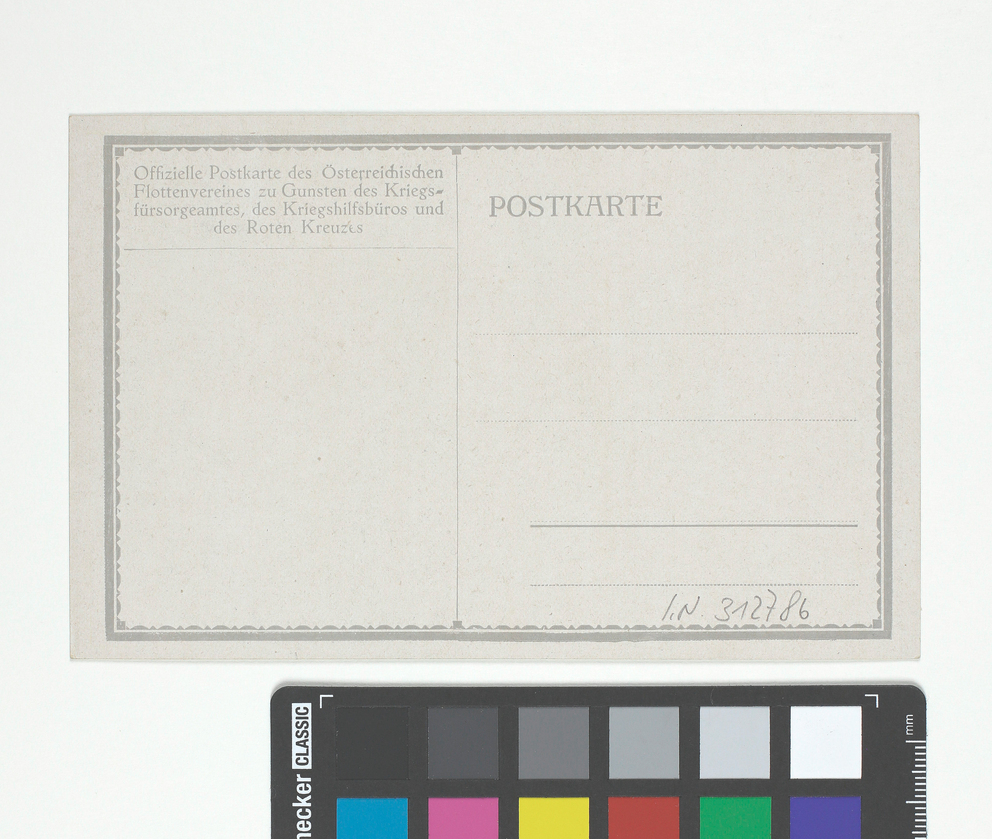 Offizielle Postkarte des Österreichischen
Flottenvereines zu Gunsten des Kriegs=
fürsorgeamtes, des Kriegshilfsbüros und
des Roten Kreuzes
POSTKARTE
I.N. 312786
CLASSIC
necker
mm